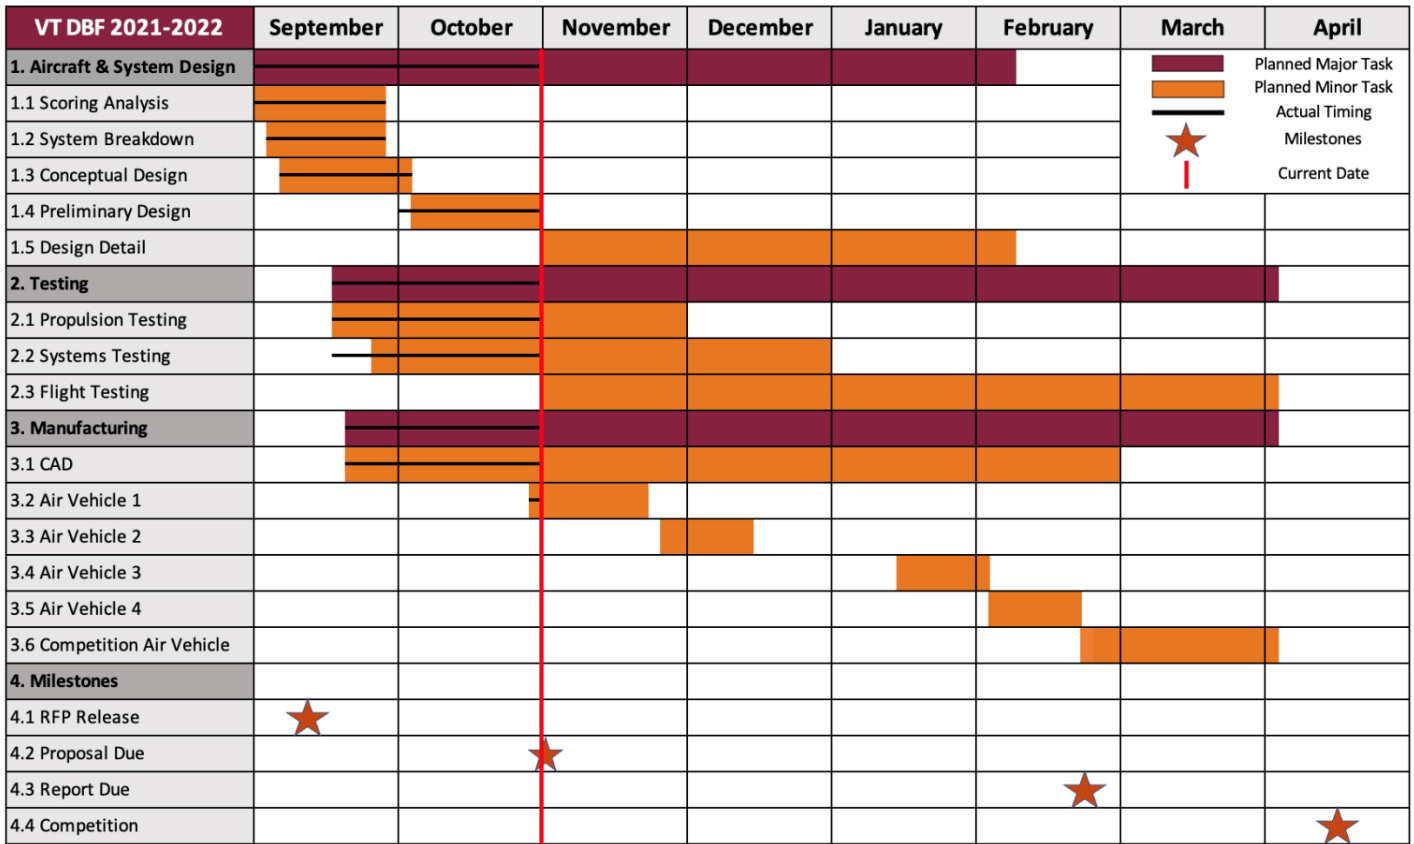 VT DBF 2021-2022 September October November December January February March April
1. Aircraft & System Design
Planned Major Task
Planned Minor Task
1.1 Scoring Analysis
Actual Timing
1.2 System Breakdown
Milestones
1.3 Conceptual Design
Current Date
1.4 Preliminary Design
1.5 Design Detail
2. Testing
2.1 Propulsion Testing
2.2 Systems Testing
2.3 Flight Testing
3. Manufacturing
3.1 CAD
3.2 Air Vehicle 1
3.3 Air Vehicle 2
3.4 Air Vehicle 3
3.5 Air Vehicle 4
3.6 Competition Air Vehicle
4. Milestones
4.1 RFP Release
4.2 Proposal Due
4.3 Report Due
4.4 Competition